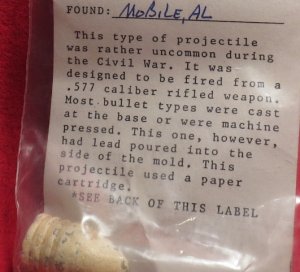 FOUND: MOBILE, AL
This type of projectile
was rather uncommon during
the Civil War. It was
designed to be fired from a
.577 caliber rifled weapon.
Most bullet types were cast
at the base or were machine
pressed. This one, however,
had lead poured into the
side of the mold. This
projectile used a paper
cartridge.
*SEE BACK OF THIS LABEL